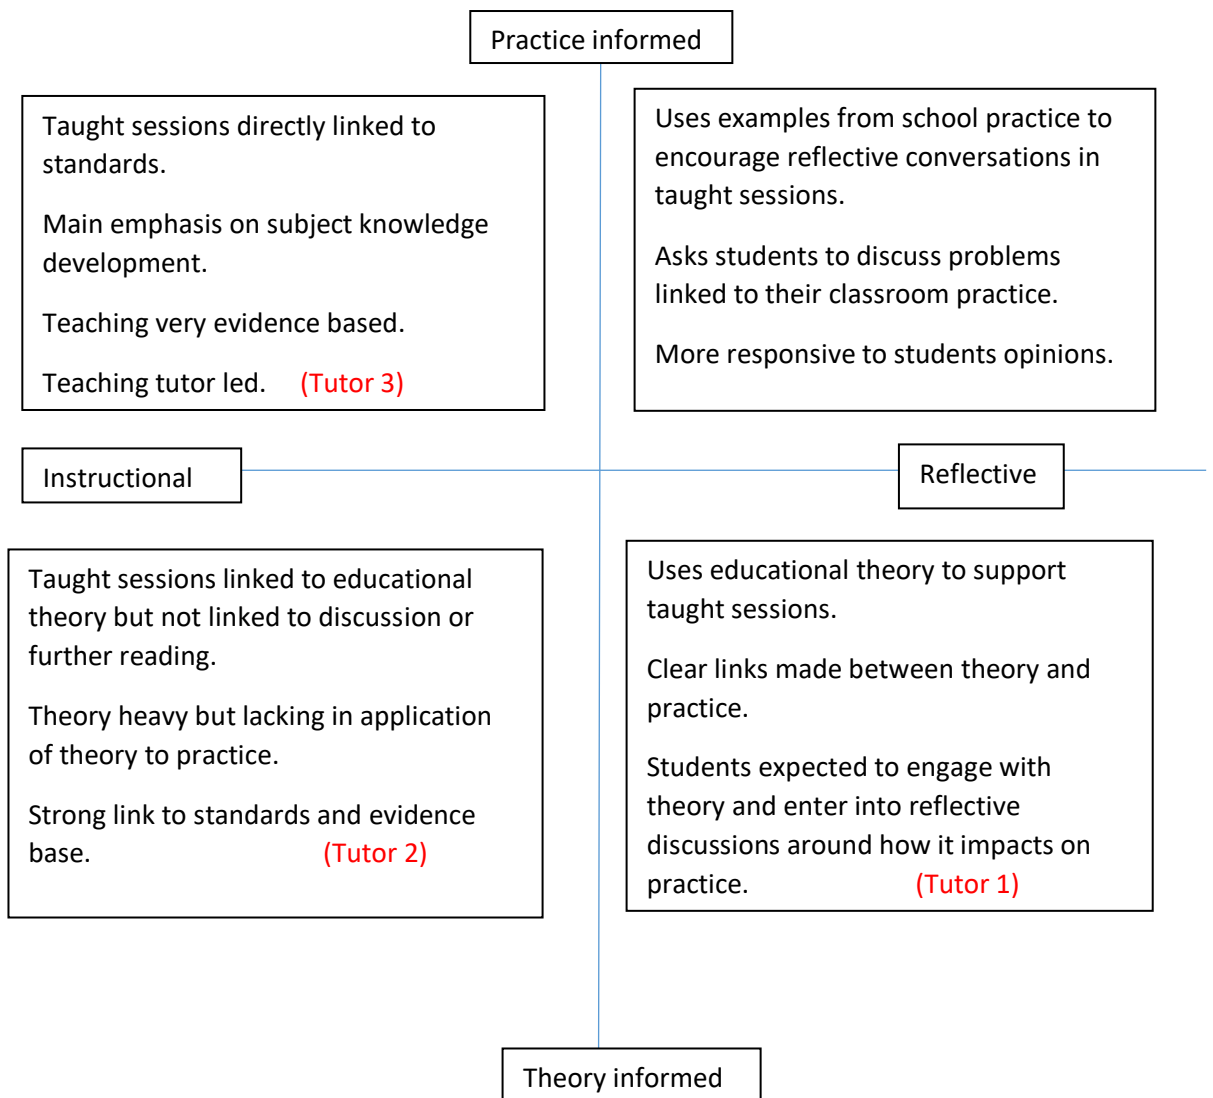 Practice informed
Taught sessions directly linked to
standards.
Main emphasis on subject knowledge
development.
Teaching very evidence based.
Teaching tutor led. (Tutor 3)
Uses examples from school practice to
encourage reflective conversations in
taught sessions.
Asks students to discuss problems
linked to their classroom practice.
More responsive to students opinions.
Instructional
Reflective
Taught sessions linked to educational
theory but not linked to discussion or
further reading.
Theory heavy but lacking in application
of theory to practice.
Strong link to standards and evidence
base. (Tutor 2)
Uses educational theory to support
taught sessions.
Clear links made between theory and
practice.
Students expected to engage with
theory and enter into reflective
discussions around how it impacts on
practice. (Tutor 1)
Theory informed